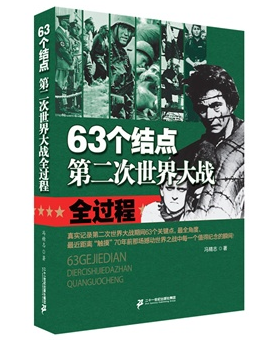 63个结点
第二次世界大战
全过程
真实记录第二次世界大战期间63个关键点，最全角度、
最近距离“触摸”70年前那场撼动世界之战中每一个值得纪念的瞬间!
63GEJIEDIAN
DIERCISHIJIEDAZHAN
QUANGUOCHENG
著
63个结点 第二次世界大战全过程
著